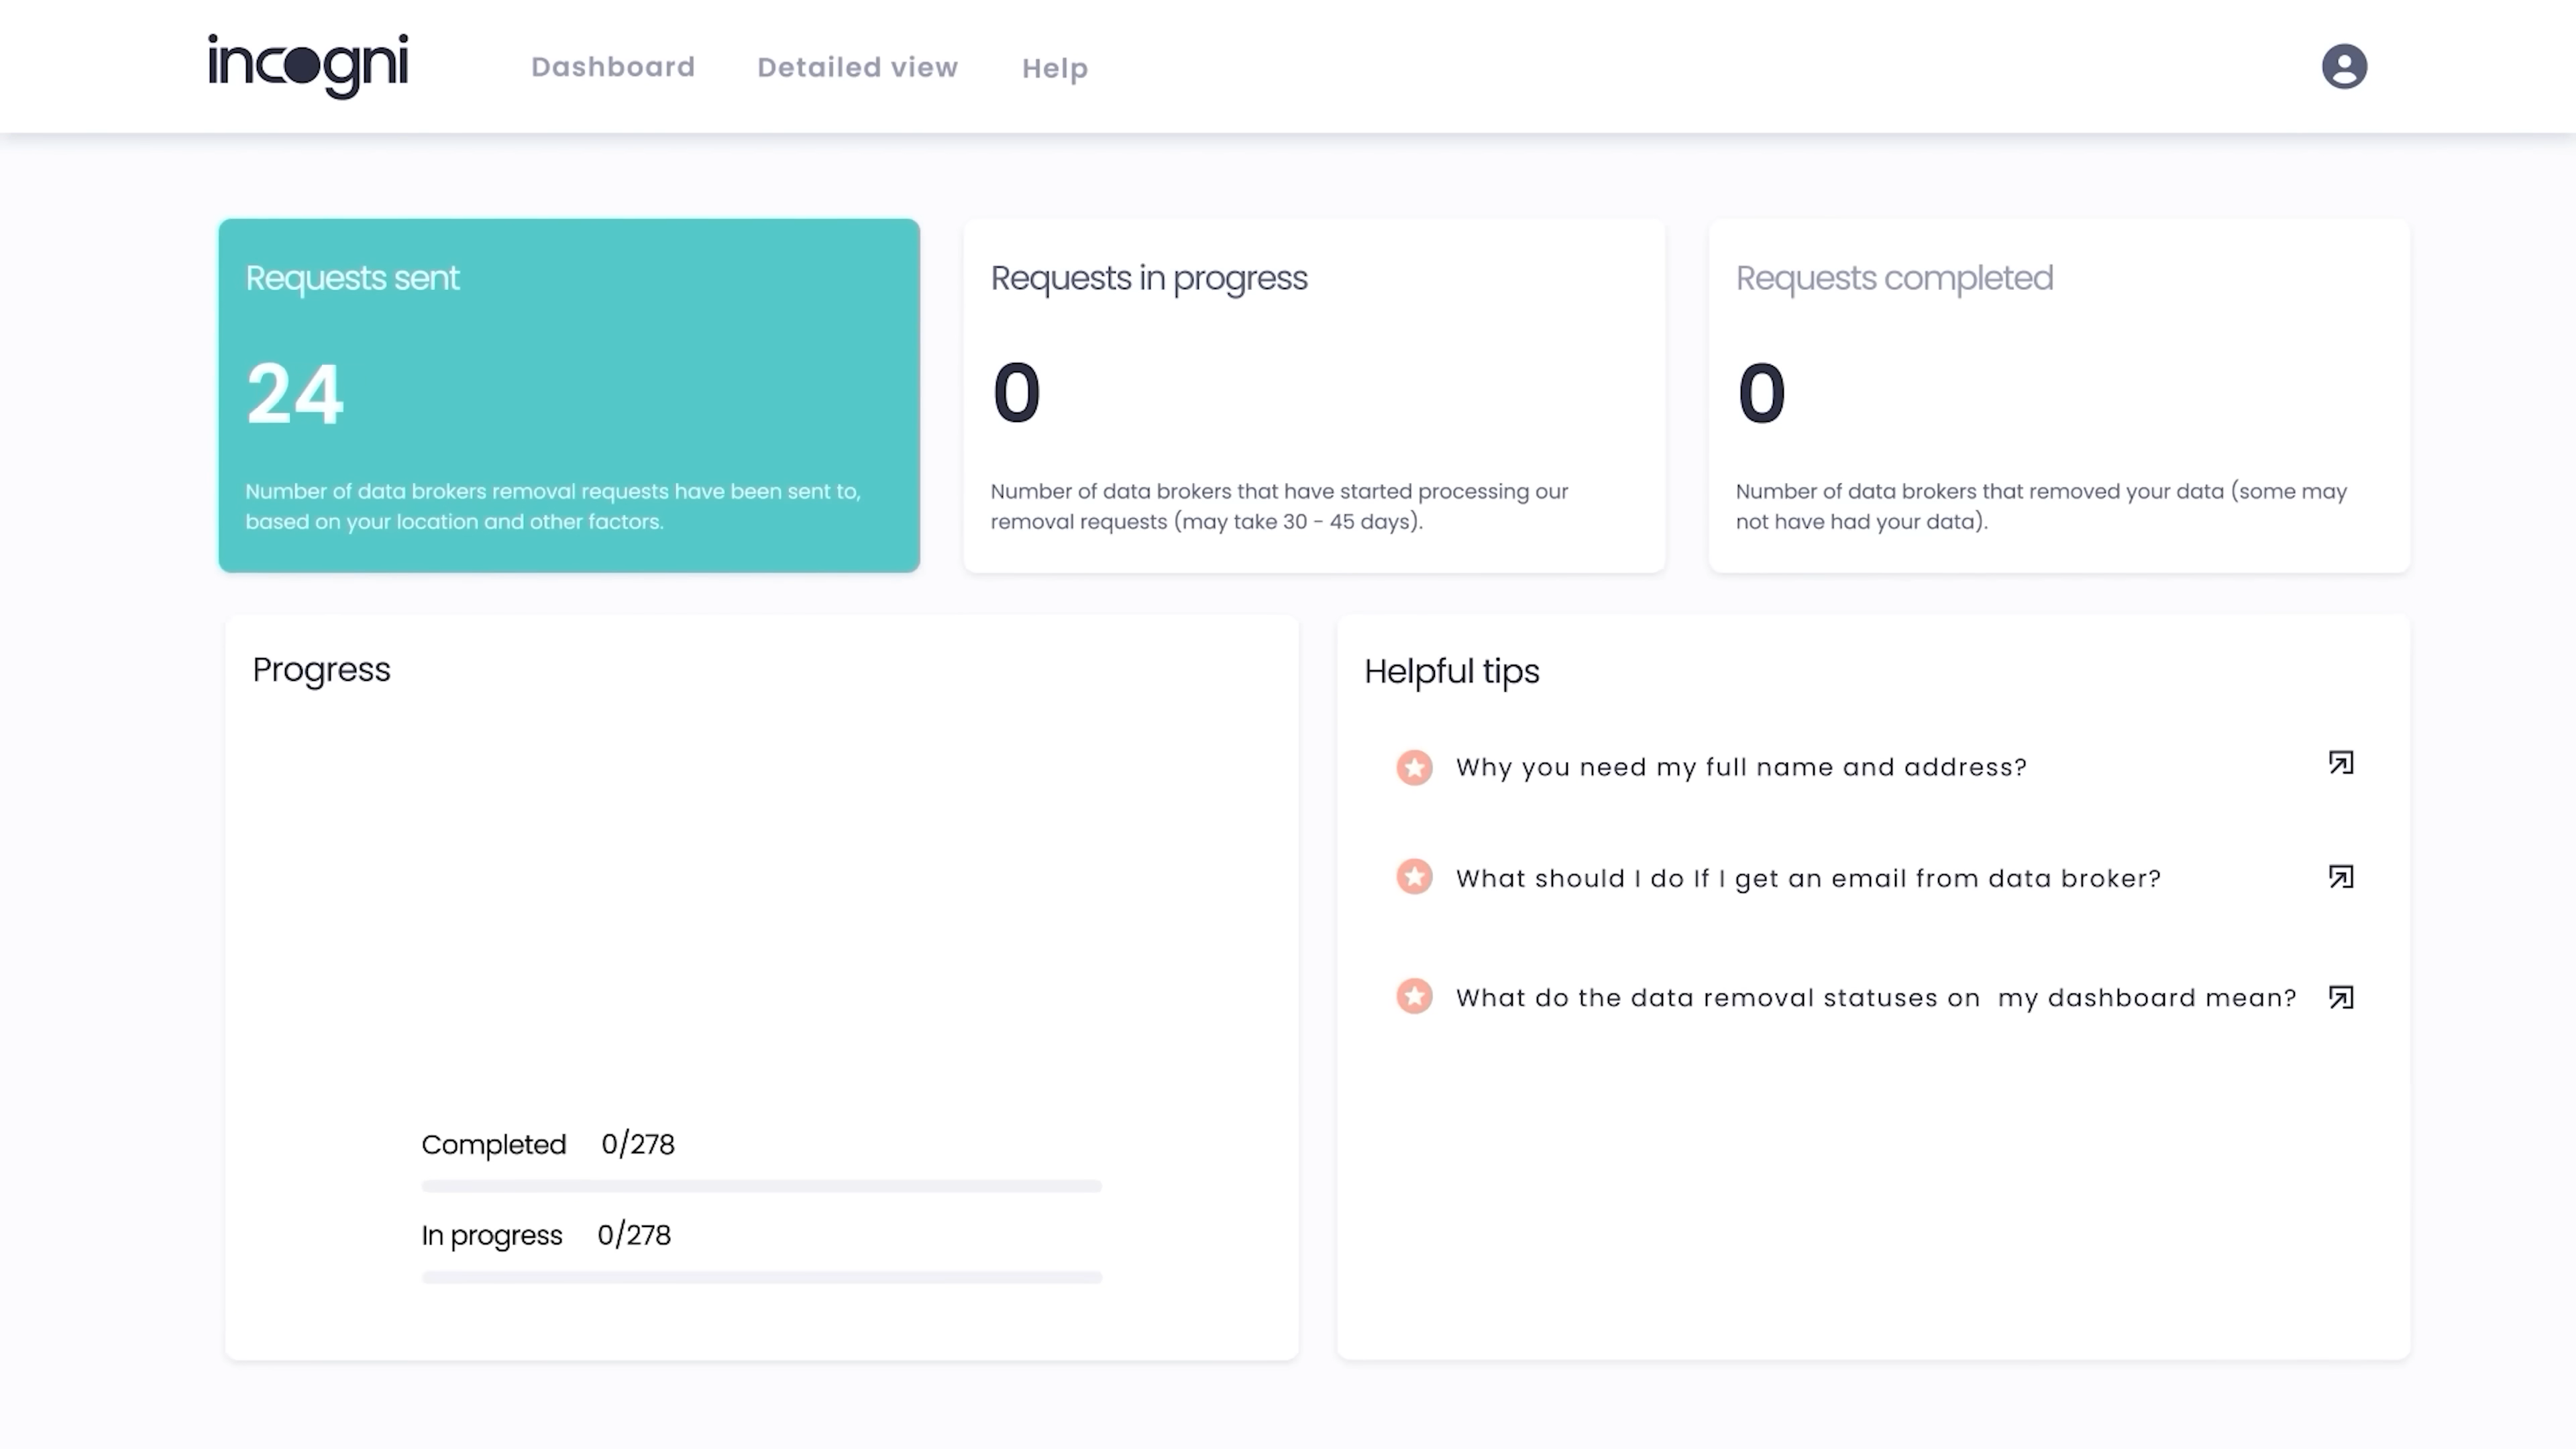 incogni
Dashboard
Detailed view
Help
Requests sent
24
Number of data brokers removal requests have been sent to,
based on your location and other factors.
Requests in progress
0
Number of data brokers that have started processing our
removal requests (may take 30 - 45 days).
Requests completed
0
Number of data brokers that removed your data (some may
not have had your data).
Progress
Completed 0/278
In progress 0/278
Helpful tips
Why you need my full name and address?
What should I do If I get an email from data broker?
What do the data removal statuses on  my dashboard mean?